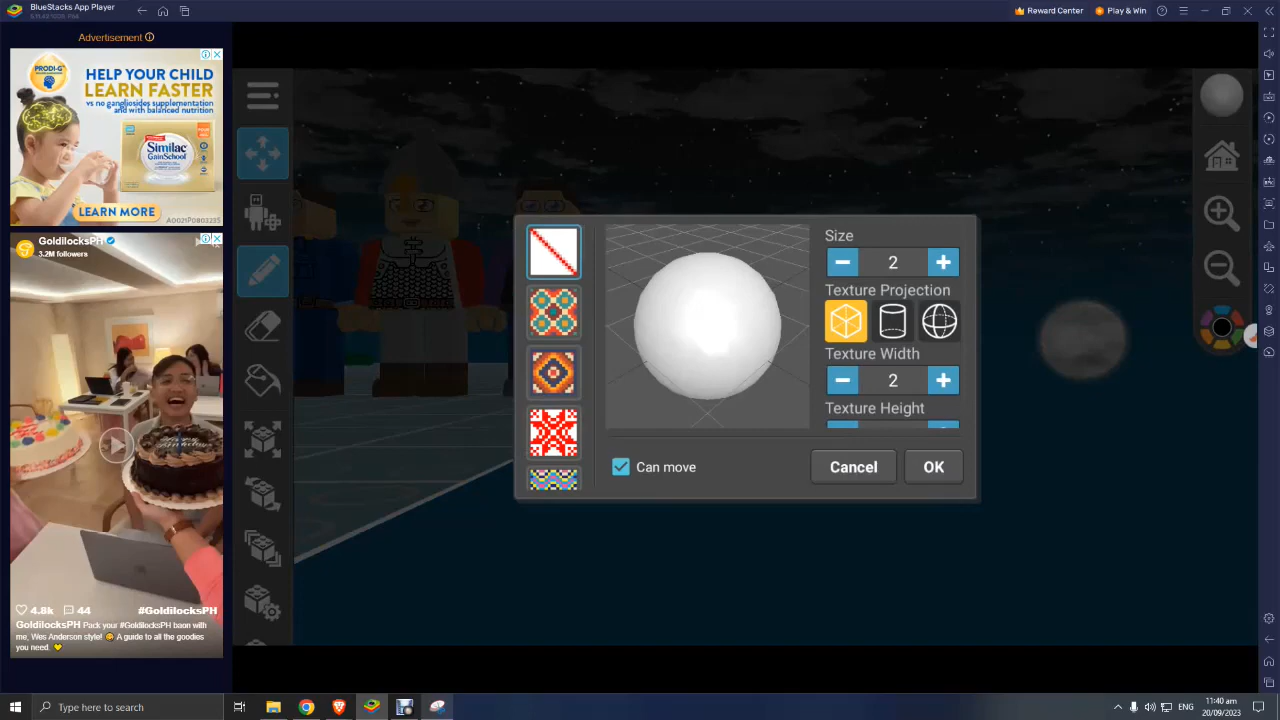 BlueStacks App Player
Reward Center
Play & Win
Advertisement
PRODI-G
HELP YOUR CHILD
LEARN FASTER
vs no gangliosides supplementation
and with balanced nutrition
Similac
GainSchool
LEARN MORE
A0021P0803235
GoldilocksPH
3.2M followers
4.8k
44
#GoldilocksPH
GoldilocksPH Pack your #GoldilocksPH baon with
me, Wes Anderson style! A guide to all the goodies
you need.
Size
2
Texture Projection
Texture Width
2
Texture Height
Can move
Cancel
OK
Type here to search
ENG
11:40 am
20/09/2023